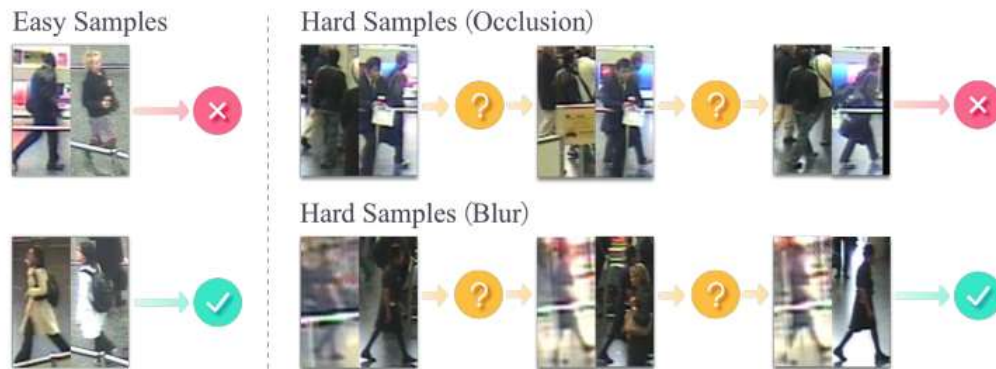 Easy Samples
Hard Samples (Occlusion)
? ?
Hard Samples (Blur)
? ?